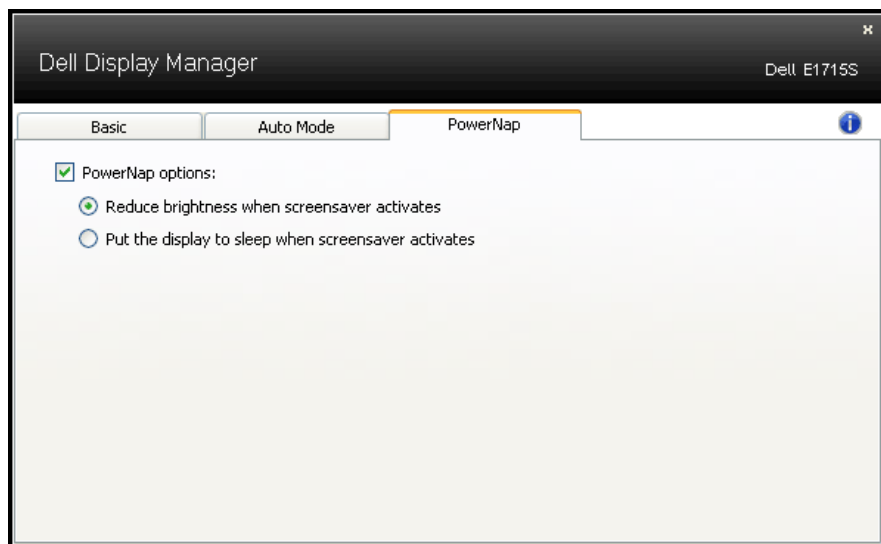 x
Dell Display Manager
Dell E1715S
Basic
Auto Mode
PowerNap
i
PowerNap options:
Reduce brightness when screensaver activates
Put the display to sleep when screensaver activates